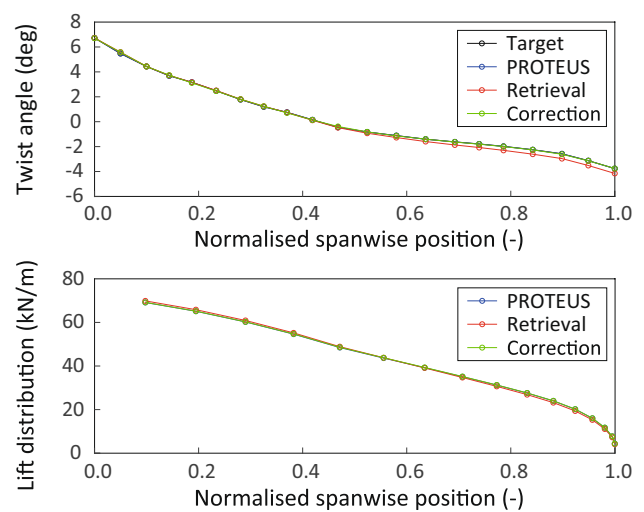 Twist angle (deg)
8
6
4
2
0
-2
-4
-6
Target
PROTEUS
Retrieval
Correction
0.0 0.2 0.4 0.6 0.8 1.0
Normalised spanwise position (-)
Lift distribution (kN/m)
80
60
40
20
0
PROTEUS
Retrieval
Correction
0.0 0.2 0.4 0.6 0.8 1.0
Normalised spanwise position (-)